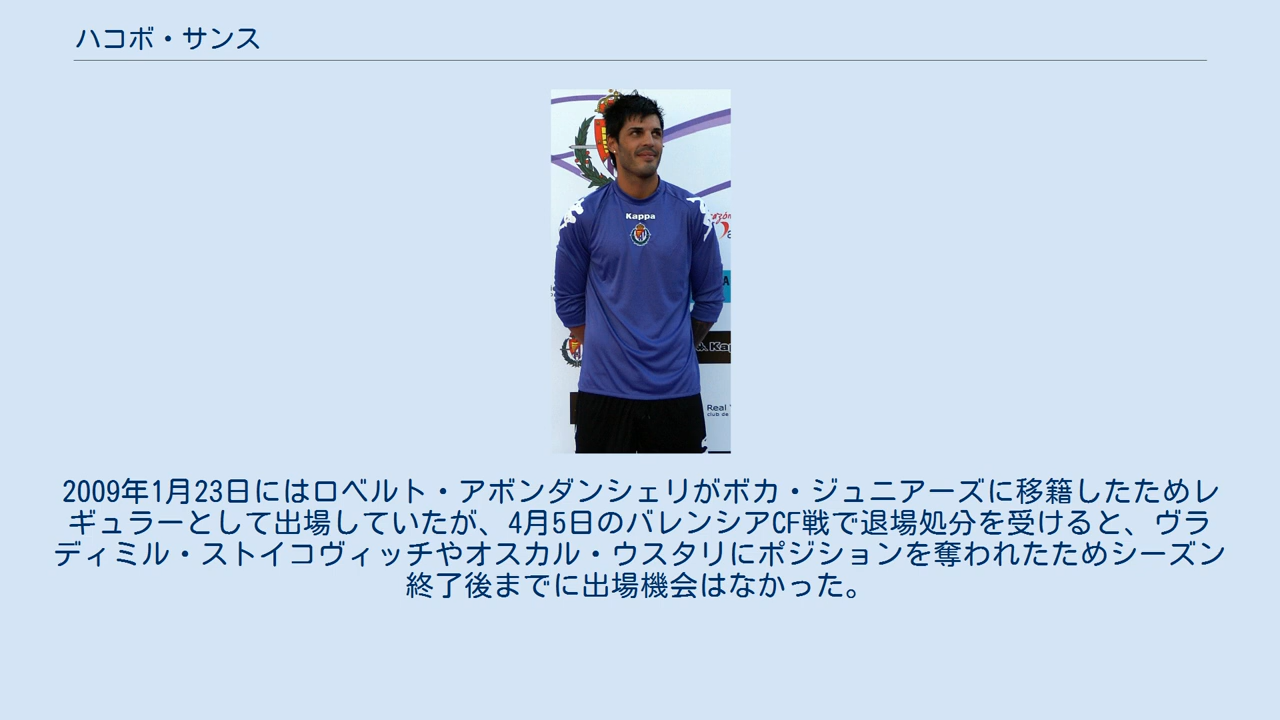 ハコボ・サンス
Kappa
Real
club de
2009年1月23日にはロベルト・アボンダンシェリがボカ・ジュニアーズに移籍したためレ
ギュラーとして出場していたが、4月5日のバレンシアCF戦で退場処分を受けると、ヴラ
ディミル・ストイコヴィッチやオスカル・ウスタリにポジションを奪われたためシーズン
終了後までに出場機会はなかった。